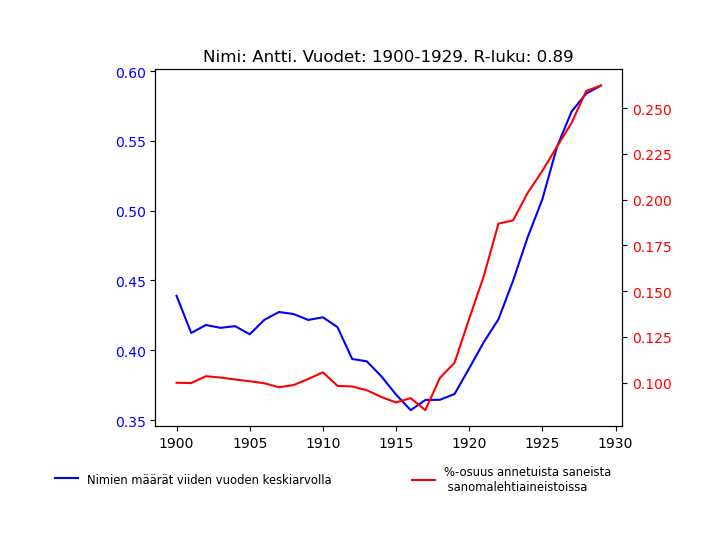 Nimi: Antti. Vuodet: 1900-1929. R-luku: 0.89
0.60
0.55
0.50
0.45
0.40
0.35
0.250
0.225
0.200
0.175
0.150
0.125
0.100
1900 1905 1910 1915 1920 1925 1930
Nimien määrät viiden vuoden keskiarvolla
%-osuus annetuista saneista
sanomalehtiaineistoissa